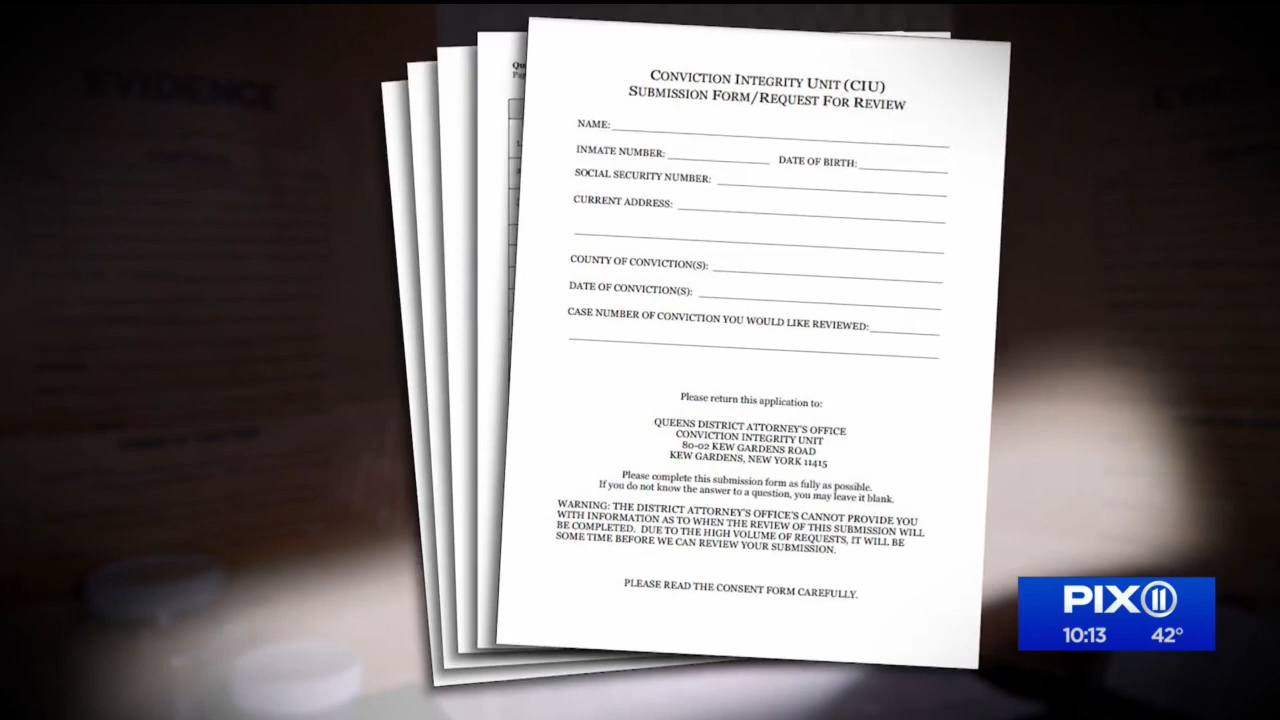 EVIDENCE
Qu
Pa
CONVICTION INTEGRITY UNIT (CIU)
SUBMISSION FORM/REQUEST FOR REVIEW
NAME:
INMATE NUMBER: DATE OF BIRTH:
SOCIAL SECURITY NUMBER:
CURRENT ADDRESS:
COUNTY OF CONVICTION(S):
DATE OF CONVICTION(S):
CASE NUMBER OF CONVICTION YOU WOULD LIKE REVIEWED:
Please return this application to:
QUEENS DISTRICT ATTORNEY'S OFFICE
CONVICTION INTEGRITY UNIT
80-02 KEW GARDENS ROAD
KEW GARDENS, NEW YORK 11415
Please complete this submission form as fully as possible.
If you do not know the answer to a question, you may leave it blank.
WARNING: THE DISTRICT ATTORNEY'S OFFICE'S CANNOT PROVIDE YOU
WITH INFORMATION AS TO WHEN THE REVIEW OF THIS SUBMISSION WILL
BE COMPLETED. DUE TO THE HIGH VOLUME OF REQUESTS, IT WILL BE
SOME TIME BEFORE WE CAN REVIEW YOUR SUBMISSION.
PLEASE READ THE CONSENT FORM CAREFULLY.
PIX11
10:13 42°